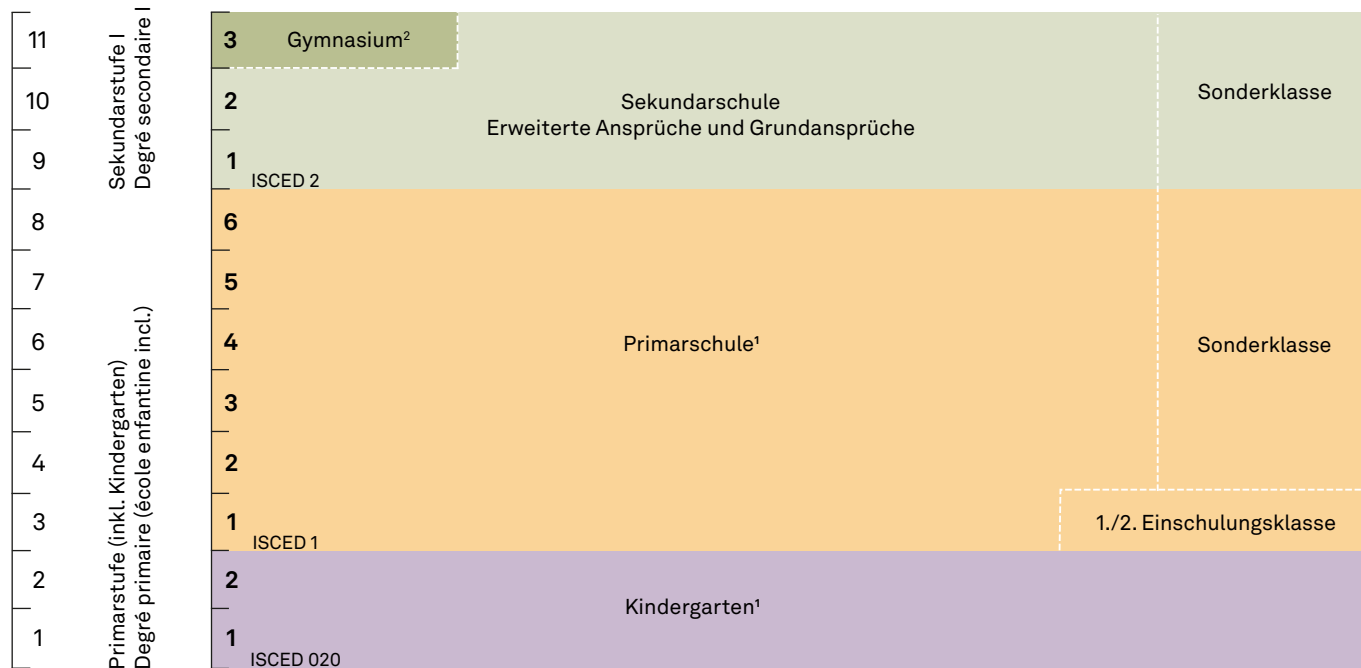 11
10
9
8
7
6
5
4
3
2
1
Sekundarstufe I
Degré secondaire I
Primarstufe (inkl. Kindergarten)
Degré primaire (école enfantine incl.)
3
Gymnasium²
2
Sekundarschule
Erweiterte Ansprüche und Grundansprüche
Sonderklasse
1
ISCED 2
6
5
4
Primarschule¹
Sonderklasse
3
2
1
1./2. Einschulungsklasse
ISCED 1
2
Kindergarten¹
1
ISCED 020